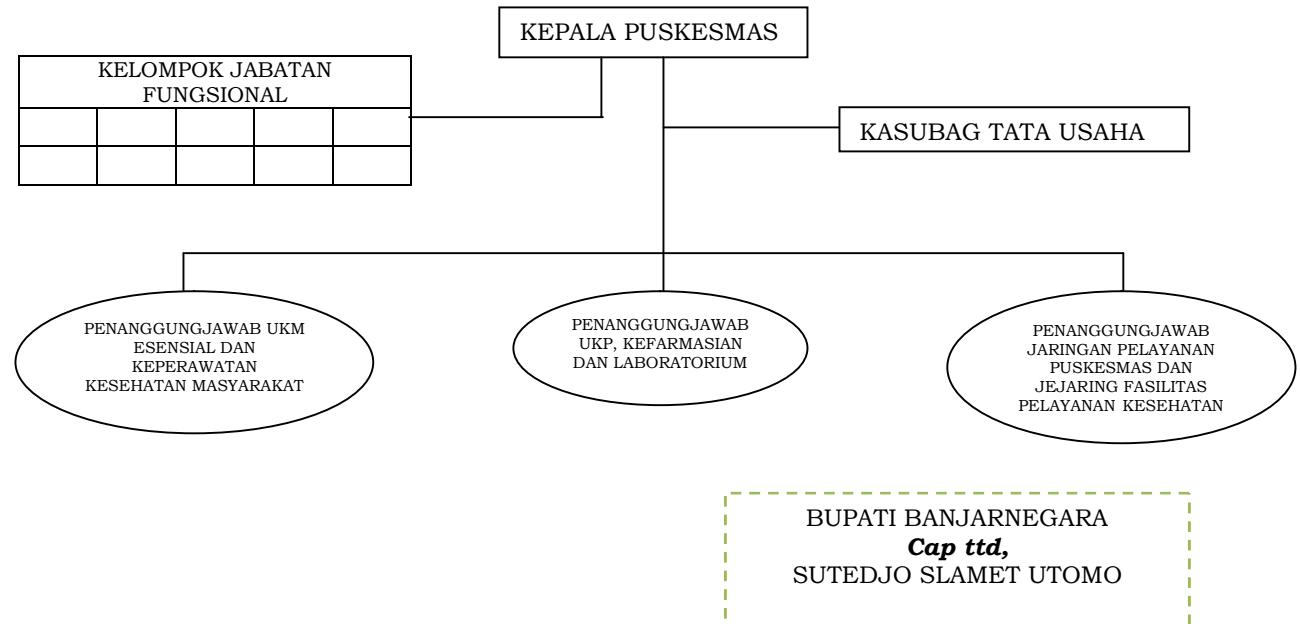 KEPALA PUSKESMAS
KELOMPOK JABATAN
FUNGSIONAL
KASUBAG TATA USAHA
PENANGGUNGJAWAB UKM
ESENSIAL DAN
KEPERAWATAN
KESEHATAN MASYARAKAT
PENANGGUNGJAWAB
UKP, KEFARMASIAN
DAN LABORATORIUM
PENANGGUNGJAWAB
JARINGAN PELAYANAN
PUSKESMAS DAN
JEJARING FASILITAS
PELAYANAN KESEHATAN
BUPATI BANJARNEGARA
Cap ttd,
SUTEDJO SLAMET UTOMO